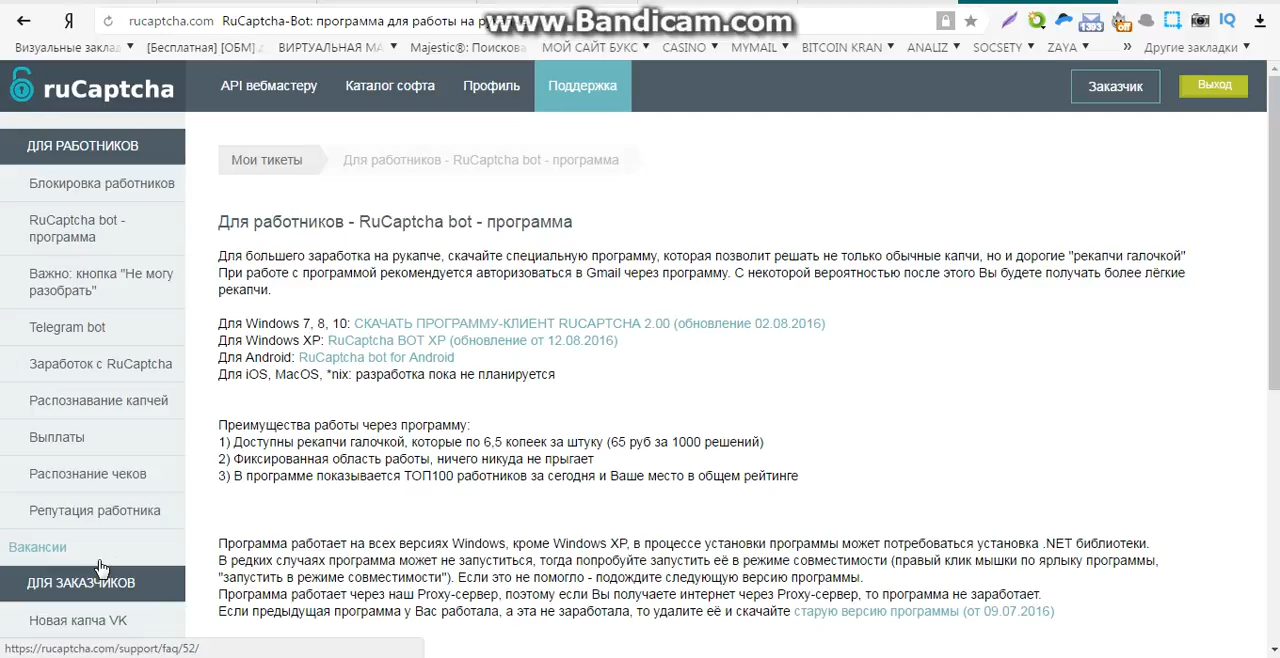 rucaptcha.com RuCaptcha-Bot: программа для работы на
www.Bandicam.com
1393
off
IQ
Визуальные заклад
[Бесплатная] [ОБМ]
ВИРТУАЛЬНАЯ МА
Majestic®: Поискова
МОЙ САЙТ БУКС
CASINO
MYMAIL
BITCOIN KRAN
ANALIZ
SOCSETY
ZAYA
»
Другие закладки
ruCaptcha
API вебмастеру
Каталог софта
Профиль
Поддержка
Заказчик
Выход
ДЛЯ РАБОТНИКОВ
Блокировка работников
RuCaptcha bot -
программа
Важно: кнопка "Не могу
разобрать"
Telegram bot
Заработок с RuCaptcha
Распознавание капчей
Выплаты
Распознание чеков
Репутация работника
Вакансии
ДЛЯ ЗАКАЗЧИКОВ
Новая капча VK
Мои тикеты
Для работников - RuCaptcha bot - программа
Для работников - RuCaptcha bot - программа
Для большего заработка на рукапче, скачайте специальную программу, которая позволит решать не только обычные капчи, но и дорогие "рекапчи галочкой"
При работе с программой рекомендуется авторизоваться в Gmail через программу. С некоторой вероятностью после этого Вы будете получать более лёгкие
рекапчи.
Для Windows 7, 8, 10: СКАЧАТЬ ПРОГРАММУ-КЛИЕНТ RUCAPTCHA 2.00 (обновление 02.08.2016)
Для Windows XP: RuCaptcha BOT XP (обновление от 12.08.2016)
Для Android: RuCaptcha bot for Android
Для iOS, MacOS, *nix: разработка пока не планируется
Преимущества работы через программу:
1) Доступны рекапчи галочкой, которые по 6,5 копеек за штуку (65 руб за 1000 решений)
2) Фиксированная область работы, ничего никуда не прыгает
3) В программе показывается ТОП100 работников за сегодня и Ваше место в общем рейтинге
Программа работает на всех версиях Windows, кроме Windows XP, в процессе установки программы может потребоваться установка .NET библиотеки.
В редких случаях программа может не запуститься, тогда попробуйте запустить её в режиме совместимости (правый клик мышки по ярлыку программы,
"запустить в режиме совместимости"). Если это не помогло - подождите следующую версию программы.
Программа работает через наш Proxy-сервер, поэтому если Вы получаете интернет через Proxy-сервер, то программа не заработает.
Если предыдущая программа у Вас работала, а эта не заработала, то удалите её и скачайте старую версию программы (от 09.07.2016)
https://rucaptcha.com/support/faq/52/